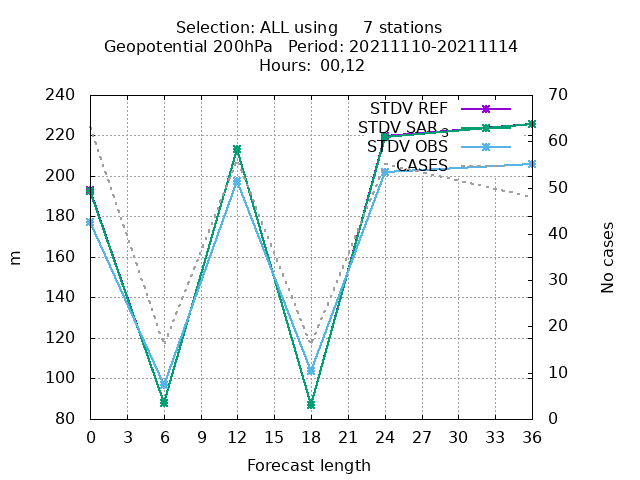 Selection: ALL using 7 stations
Geopotential 200hPa Period: 20211110-20211114
Hours: 00,12
240
220
200
180
160
140
120
100
80
70
60
50
40
30
20
10
0
STDV REF
STDV SAR 3
STDV OBS
CASES
m
No cases
0 3 6 9 12 15 18 21 24 27 30 33 36
Forecast length